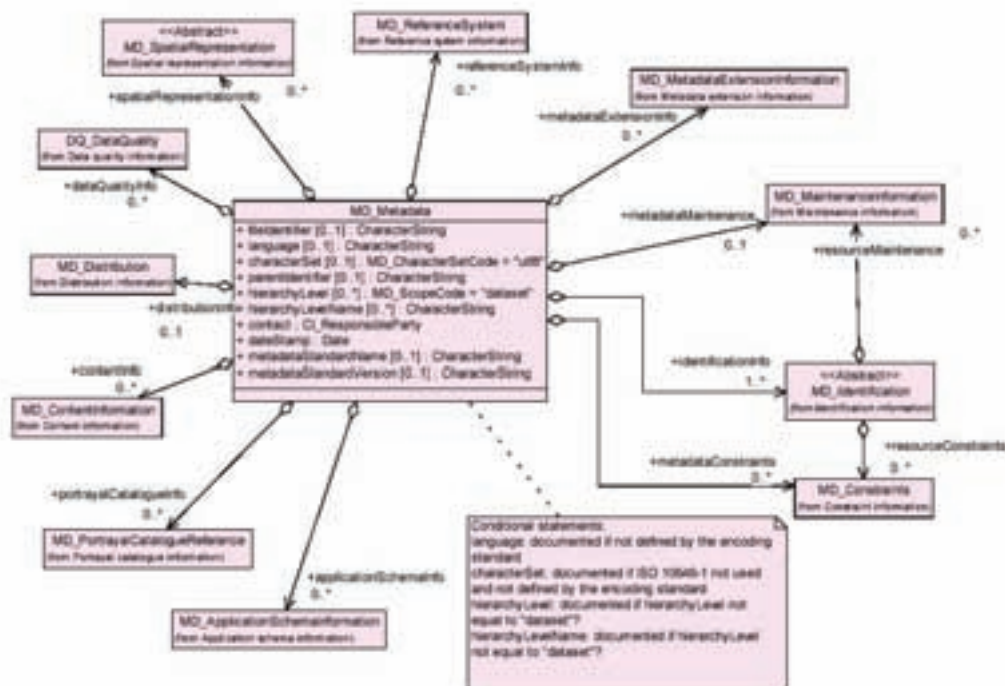 <<Abstract>>
MD_SpatialRepresentation
(from Spatial representation information)
+spatialRepresentationInfo
0..*
MD_ReferenceSystem
(from Reference system information)
+referenceSystemInfo
0..*
MD_MetadataExtensionInformation
(from Metadata extension information)
+metadataExtensionInfo
0..*
DQ_DataQuality
(from Data quality information)
+dataQualityInfo
0..*
MD_Metadata
+ fileIdentifier [0..1] : CharacterString
+ language [0..1] : CharacterString
+ characterSet [0..1] : MD_CharacterSetCode = "utf8"
+ parentIdentifier [0..1] : CharacterString
+ hierarchyLevel [0..*] : MD_ScopeCode = "dataset"
+ hierarchyLevelName [0..*] : CharacterString
+ contact : CI_ResponsibleParty
+ dateStamp : Date
+ metadataStandardName [0..1] : CharacterString
+ metadataStandardVersion [0..1] : CharacterString
MD_MaintenanceInformation
(from Maintenance information)
+metadataMaintenance
0..1
0..*
+resourceMaintenance
MD_Distribution
(from Distribution information)
+distributionInfo
0..1
+contentInfo
0..*
MD_ContentInformation
(from Content information)
+identificationInfo
1..*
<<Abstract>>
MD_Identification
(from Identification information)
+resourceConstraints
0..*
+metadataConstraints
0..*
MD_Constraints
(from Constraint information)
+portrayalCatalogueInfo
0..*
MD_PortrayalCatalogueReference
(from Portrayal catalogue information)
+applicationSchemaInfo
0..*
MD_ApplicationSchemaInformation
(from Application schema information)
Conditional statements:
language: documented if not defined by the encoding
standard
characterSet: documented if ISO 10646-1 not used
and not defined by the encoding standard
hierarchyLevel: documented if hierarchyLevel not
equal to "dataset"?
hierarchyLevelName: documented if hierarchyLevel
not equal to "dataset"?